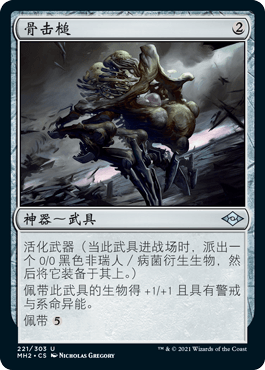 骨击槌 2
神器～武具
活化武器（当此武具进战场时，派出一
个 0/0 黑色非瑞人／病菌衍生生物，然
后将它装备于其上。）
佩带此武具的生物得 +1/+1 且具有警戒
与系命异能。
佩带 5
221/303 U
MH2 • CS NICHOLAS GREGORY
™ & © 2021 Wizards of the Coast